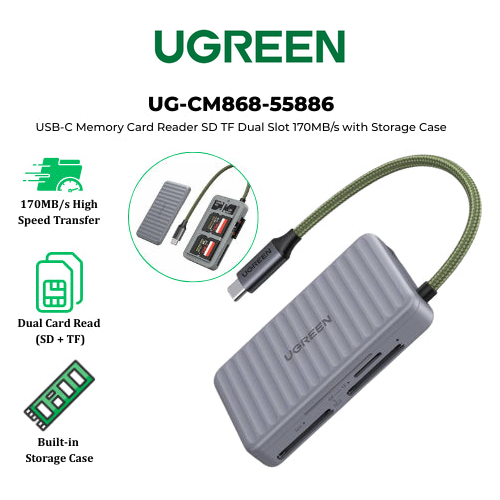 UGREEN
UG-CM868-55886
USB-C Memory Card Reader SD TF Dual Slot 170MB/s with Storage Case
170MB/s High
Speed Transfer
Dual Card Read
(SD + TF)
Built-in
Storage Case
UGREEN
UGREEN